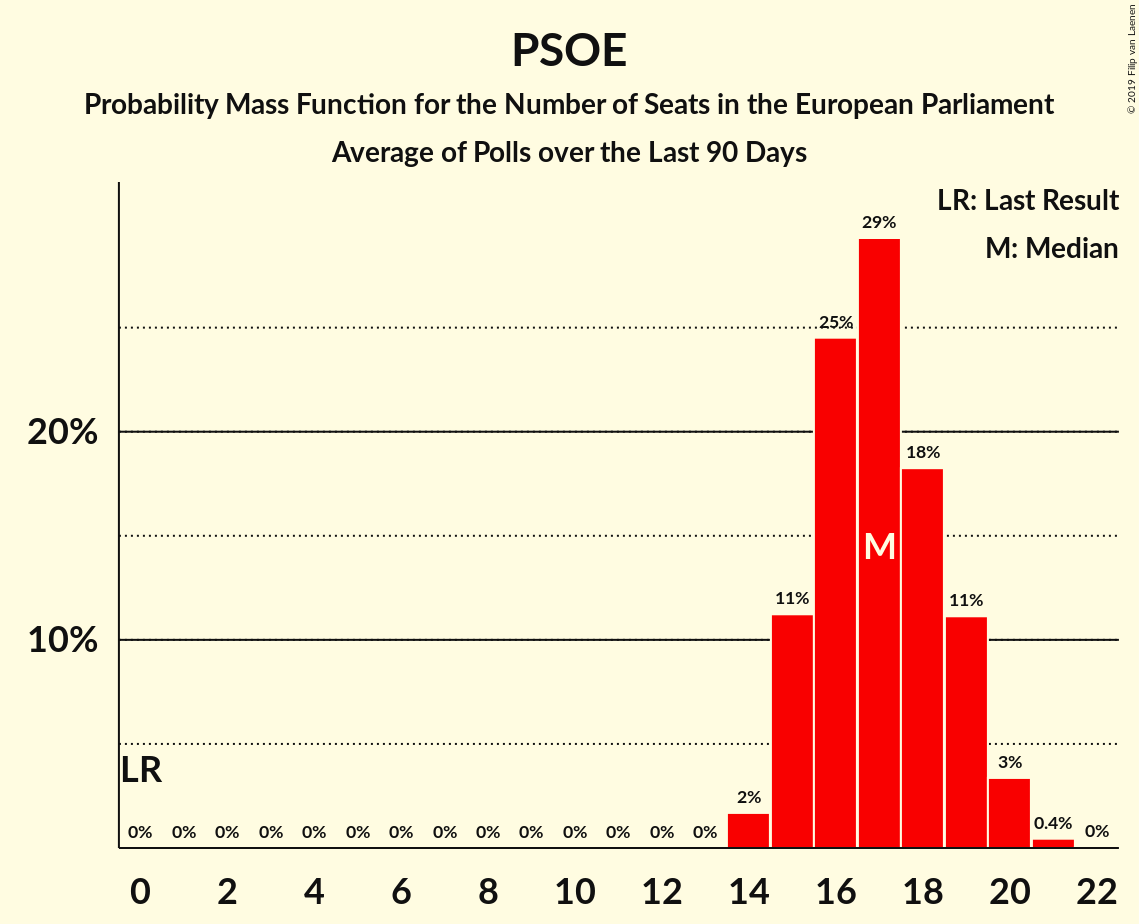 PSOE
Probability Mass Function for the Number of Seats in the European Parliament
Average of Polls over the Last 90 Days
© 2019 Filip van Laenen
LR: Last Result
M: Median
29%
25%
20%
18%
M
11%
11%
10%
LR
3%
2%
0.4%
0% 0% 0% 0% 0% 0% 0% 0% 0% 0% 0% 0% 0% 0% 0%
0 2 4 6 8 10 12 14 16 18 20 22